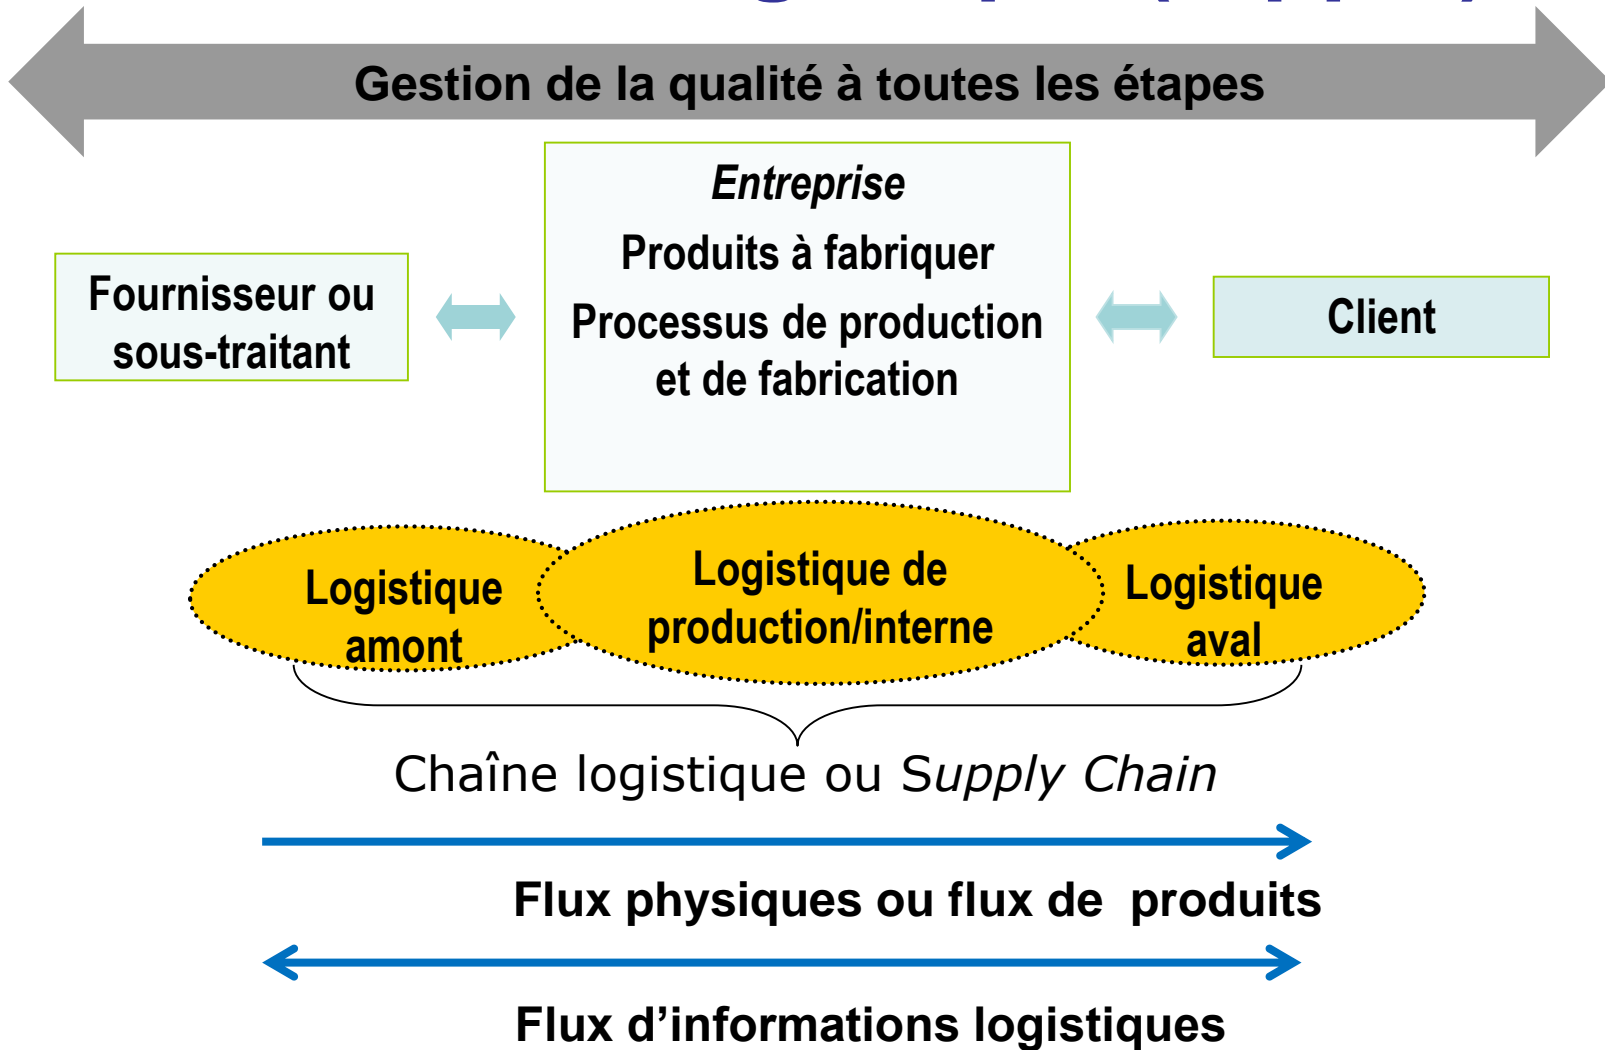 Gestion de la qualité à toutes les étapes
Entreprise
Produits à fabriquer
Processus de production
et de fabrication
Fournisseur ou
sous-traitant
Client
Logistique
amont
Logistique de
production/interne
Logistique
aval
Chaîne logistique ou Supply Chain
Flux physiques ou flux de produits
Flux d’informations logistiques